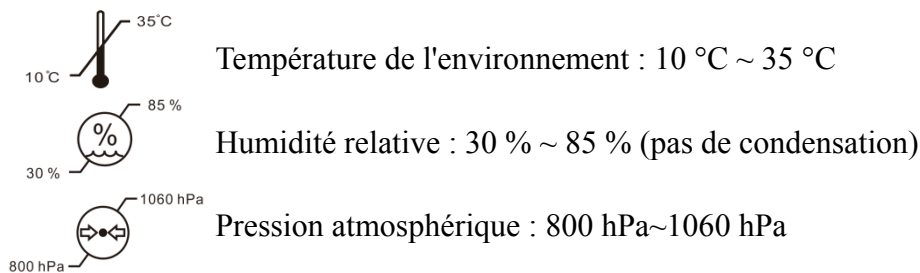 35°C
10°C
Température de l'environnement : 10 °C ~ 35 °C
85 %
%
30 %
Humidité relative : 30 % ~ 85 % (pas de condensation)
1060 hPa
800 hPa
Pression atmosphérique : 800 hPa~1060 hPa